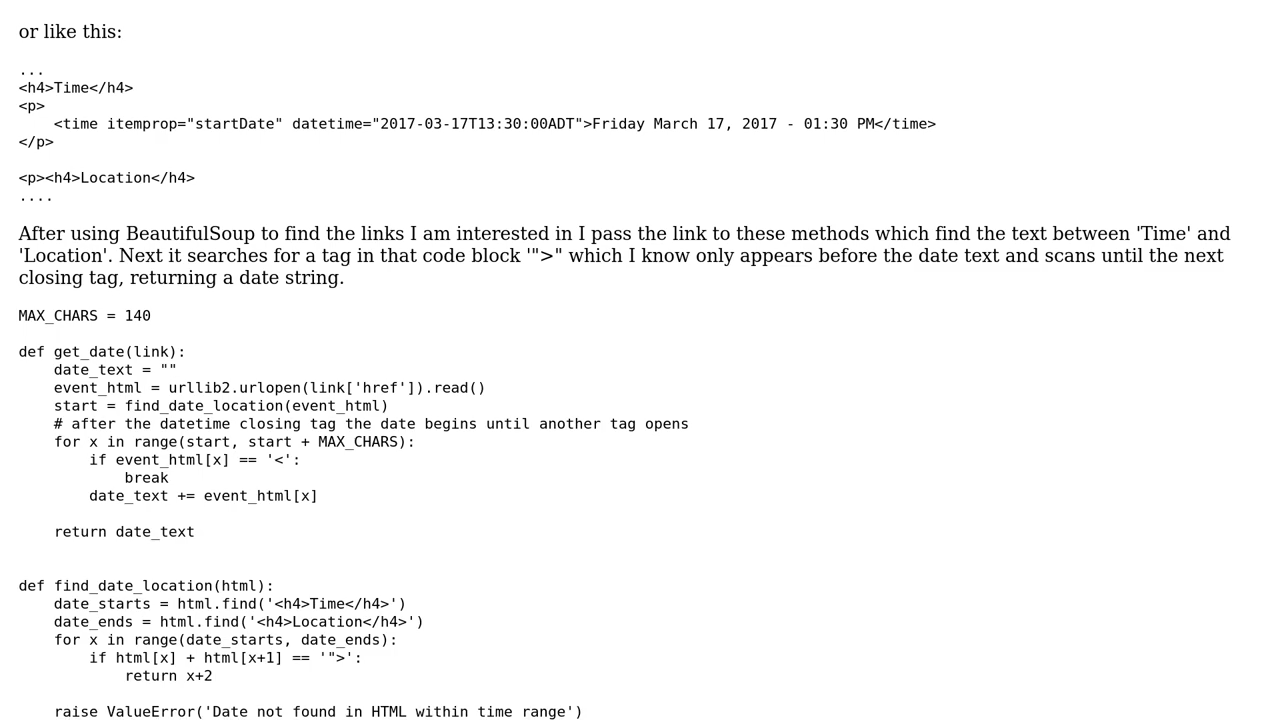 or like this:
...
<h4>Time</h4>
<p>
    <time itemprop="startDate" datetime="2017-03-17T13:30:00ADT">Friday March 17, 2017 - 01:30 PM</time>
</p>

<p><h4>Location</h4>
....
After using BeautifulSoup to find the links I am interested in I pass the link to these methods which find the text between 'Time' and
'Location'. Next it searches for a tag in that code block '">" which I know only appears before the date text and scans until the next
closing tag, returning a date string.
MAX_CHARS = 140

def get_date(link):
    date_text = ""
    event_html = urllib2.urlopen(link['href']).read()
    start = find_date_location(event_html)
    # after the datetime closing tag the date begins until another tag opens
    for x in range(start, start + MAX_CHARS):
        if event_html[x] == '<':
            break
        date_text += event_html[x]

    return date_text


def find_date_location(html):
    date_starts = html.find('<h4>Time</h4>')
    date_ends = html.find('<h4>Location</h4>')
    for x in range(date_starts, date_ends):
        if html[x] + html[x+1] == '">':
            return x+2

    raise ValueError('Date not found in HTML within time range')